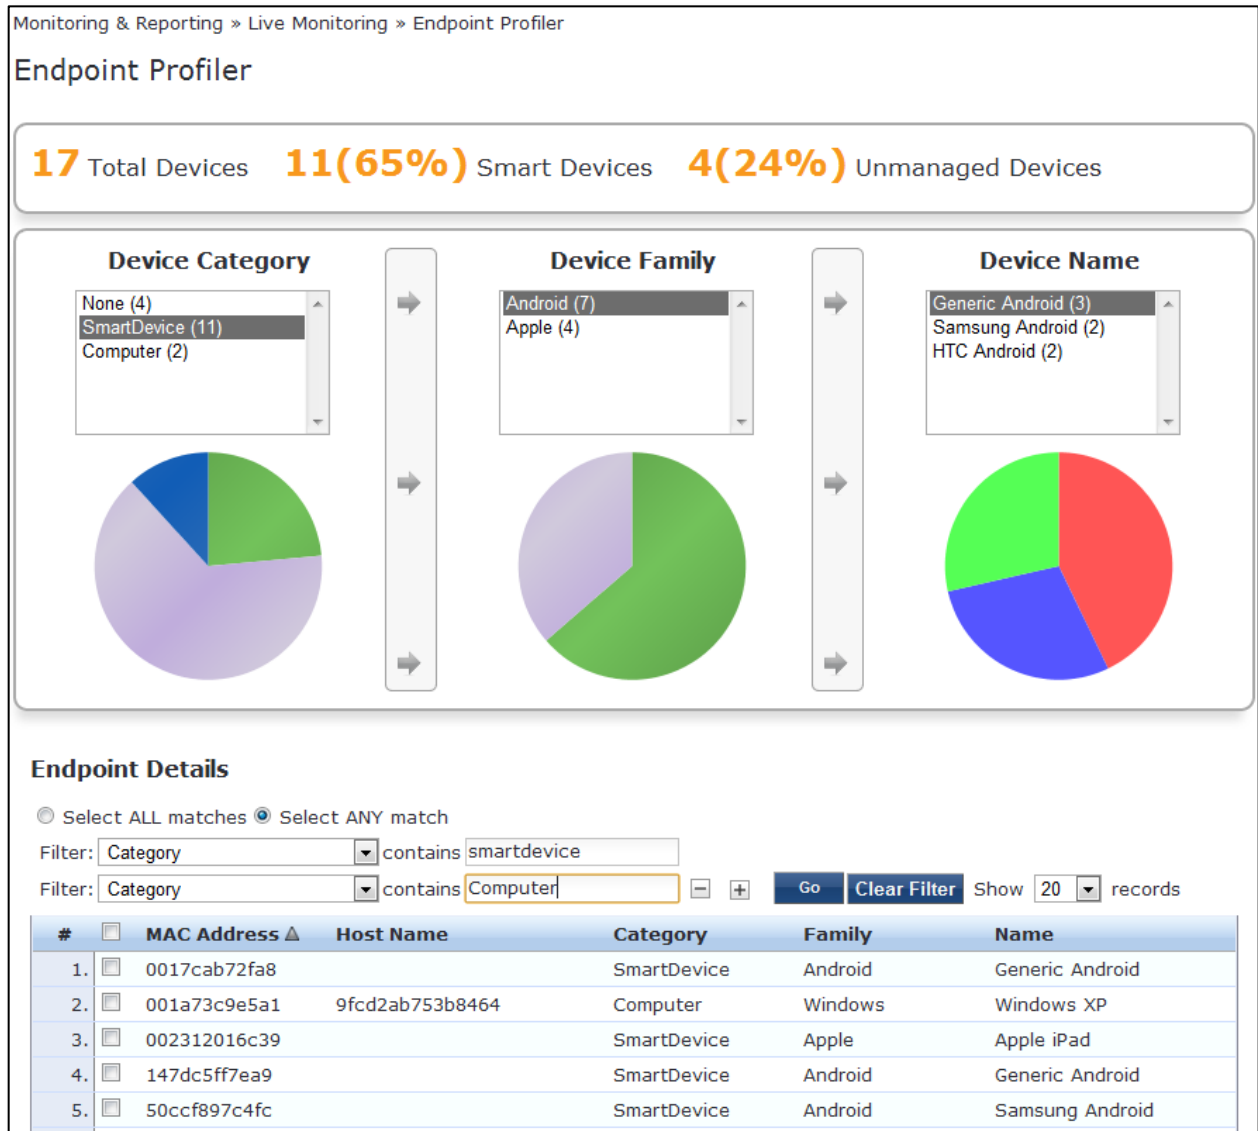 Monitoring & Reporting » Live Monitoring » Endpoint Profiler
Endpoint Profiler
17 Total Devices 11(65%) Smart Devices 4(24%) Unmanaged Devices
Device Category Device Family Device Name
None (4) Android (7) Generic Android (3)
SmartDevice (11) Apple (4) Samsung Android (2)
Computer (2) HTC Android (2)
Endpoint Details
Select ALL matches Select ANY match
Filter: Category contains smartdevice
Filter: Category contains Computer Go Clear Filter Show 20 records
# MAC Address Host Name Category Family Name
1. 0017cab72fa8 SmartDevice Android Generic Android
2. 001a73c9e5a1 9fcd2ab753b8464 Computer Windows Windows XP
3. 002312016c39 SmartDevice Apple Apple iPad
4. 147dc5ff7ea9 SmartDevice Android Generic Android
5. 50ccf897c4fc SmartDevice Android Samsung Android